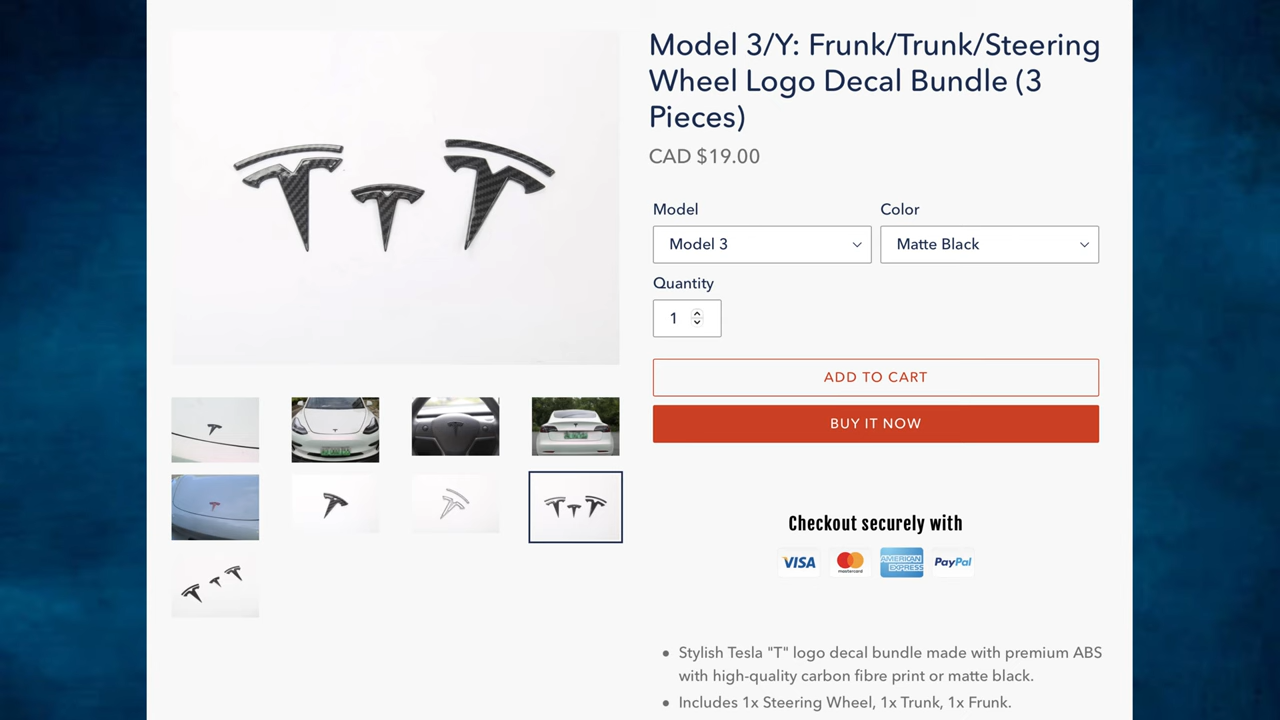 Model 3/Y: Frunk/Trunk/Steering
Wheel Logo Decal Bundle (3
Pieces)
CAD $19.00
Model
Color
Model 3
Matte Black
Quantity
1
ADD TO CART
BUY IT NOW
Checkout securely with
VISA
mastercard
AMERICAN
EXPRESS
PayPal
Stylish Tesla "T" logo decal bundle made with premium ABS
with high-quality carbon fibre print or matte black.
Includes 1x Steering Wheel, 1x Trunk, 1x Frunk.